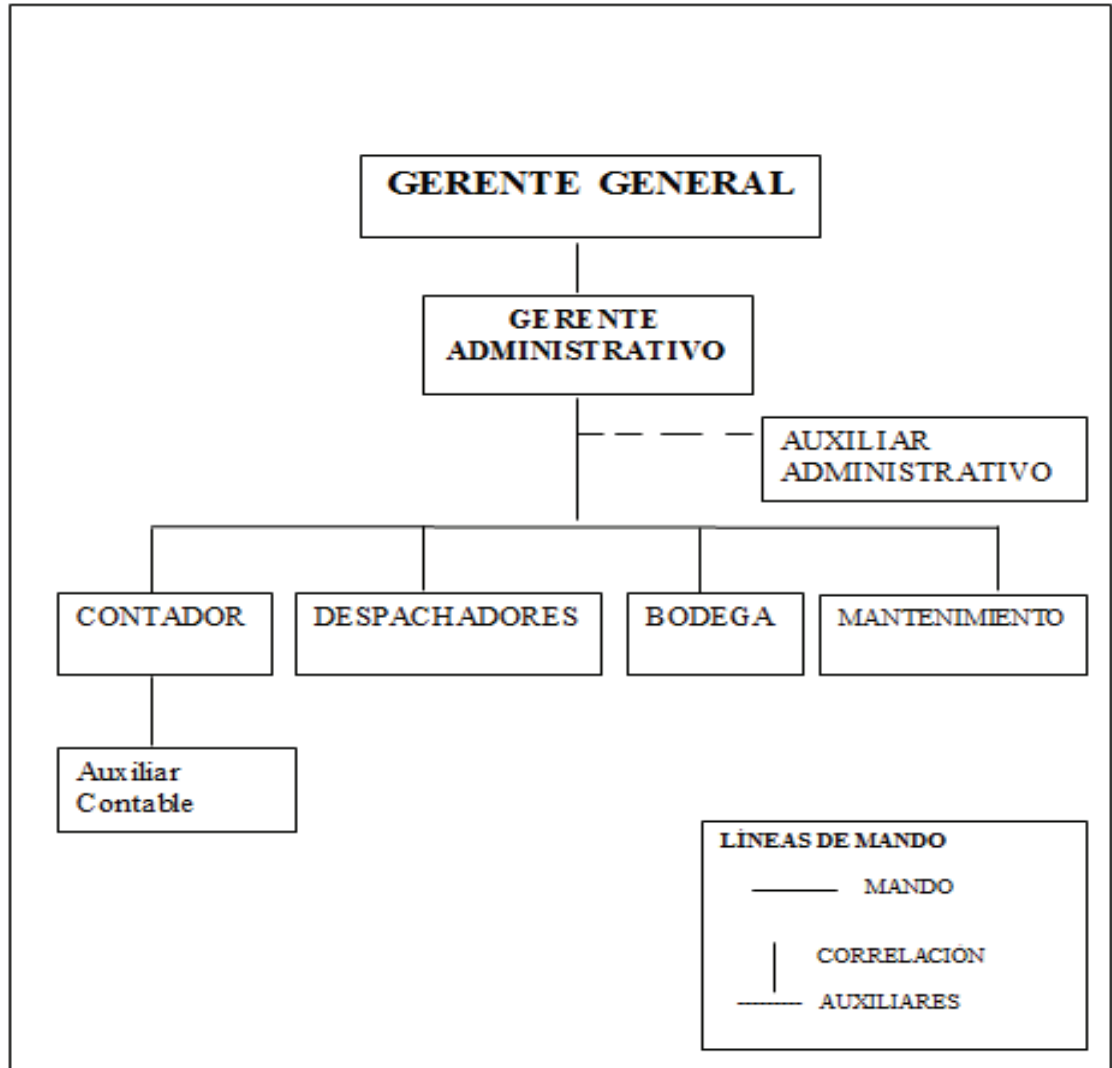 GERENTE GENERAL
GERENTE
ADMINISTRATIVO
AUXILIAR
ADMINISTRATIVO
CONTADOR
DESPACHADORES
BODEGA
MANTENIMIENTO
Auxiliar
Contable
LÍNEAS DE MANDO
MANDO
CORRELACIÓN
AUXILIARES